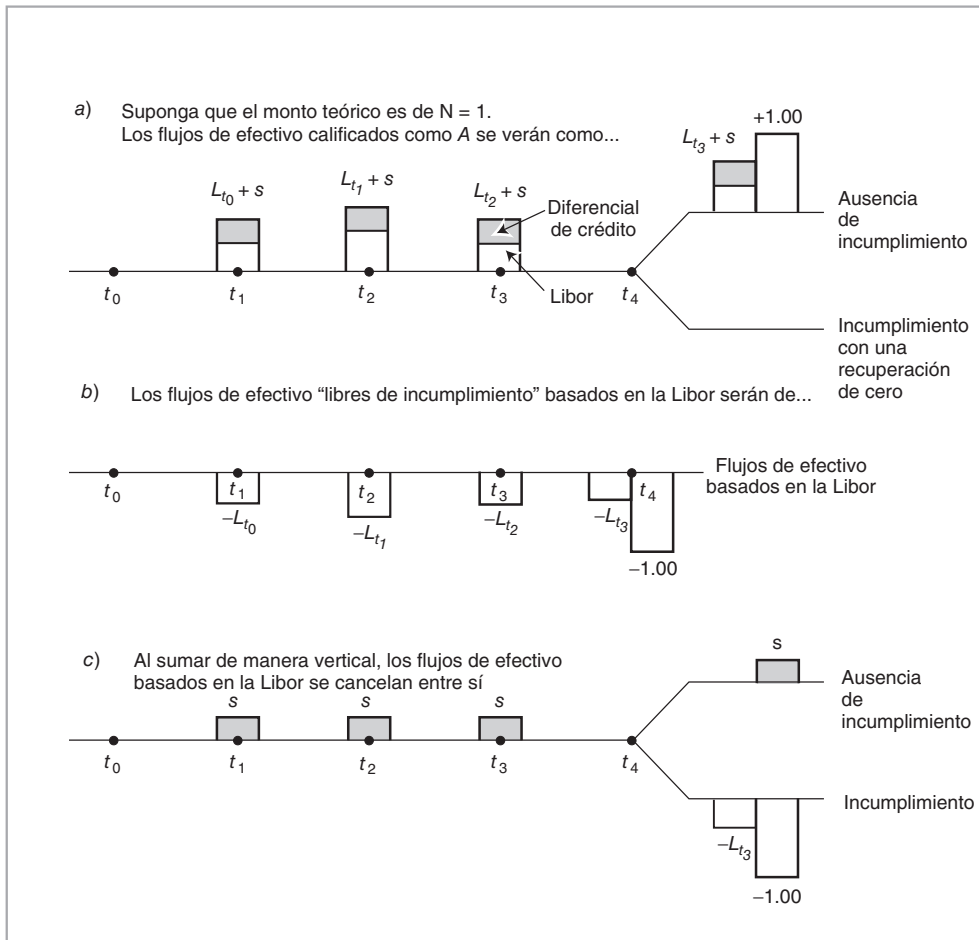 a) Suponga que el monto teórico es de N = 1.
Los flujos de efectivo calificados como A se verán como...
+1.00
L_{t_3} + s
L_{t_0} + s
L_{t_1} + s
L_{t_2} + s
Diferencial
de crédito
Libor
Ausencia
de
incumplimiento
t_0
t_1
t_2
t_3
t_4
Incumplimiento
con una
recuperación
de cero
b) Los flujos de efectivo “libres de incumplimiento” basados en la Libor serán de...
Flujos de efectivo
basados en la Libor
t_0
t_1
t_2
t_3
t_4
–L_{t_0}
–L_{t_1}
–L_{t_2}
–L_{t_3}
–1.00
c) Al sumar de manera vertical, los flujos de efectivo
basados en la Libor se cancelan entre sí
s
s
s
s
Ausencia
de
incumplimiento
t_0
t_1
t_2
t_3
t_4
Incumplimiento
–L_{t_3}
–1.00